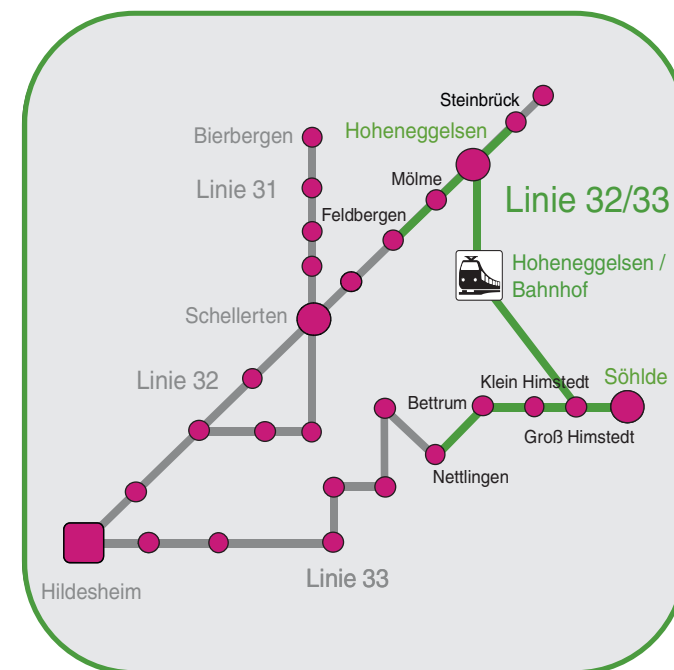 Steinbrück
Bierbergen
Hoheneggelsen
Mölme
Linie 31
Linie 32/33
Feldbergen
Hoheneggelsen /
Bahnhof
Schellerten
Linie 32
Klein Himstedt
Söhlde
Bettrum
Groß Himstedt
Nettlingen
Linie 33
Hildesheim